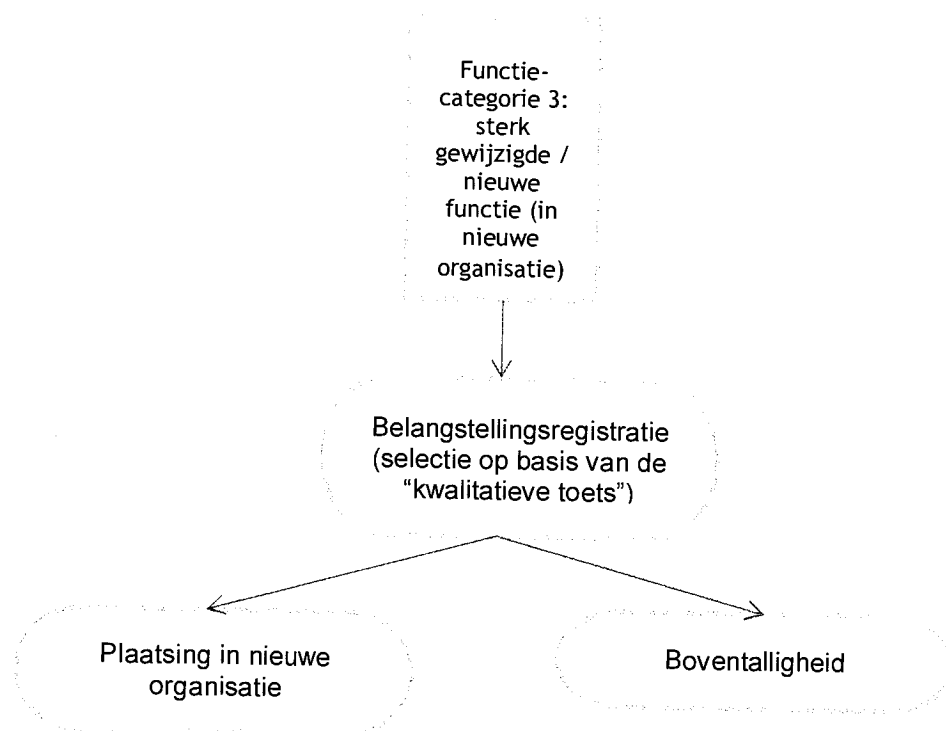 Functie-
categorie 3:
sterk
gewijzigde /
nieuwe
functie (in
nieuwe
organisatie)
Belangstellingsregistratie
(selectie op basis van de
“kwalitatieve toets”)
Plaatsing in nieuwe
organisatie
Boventalligheid